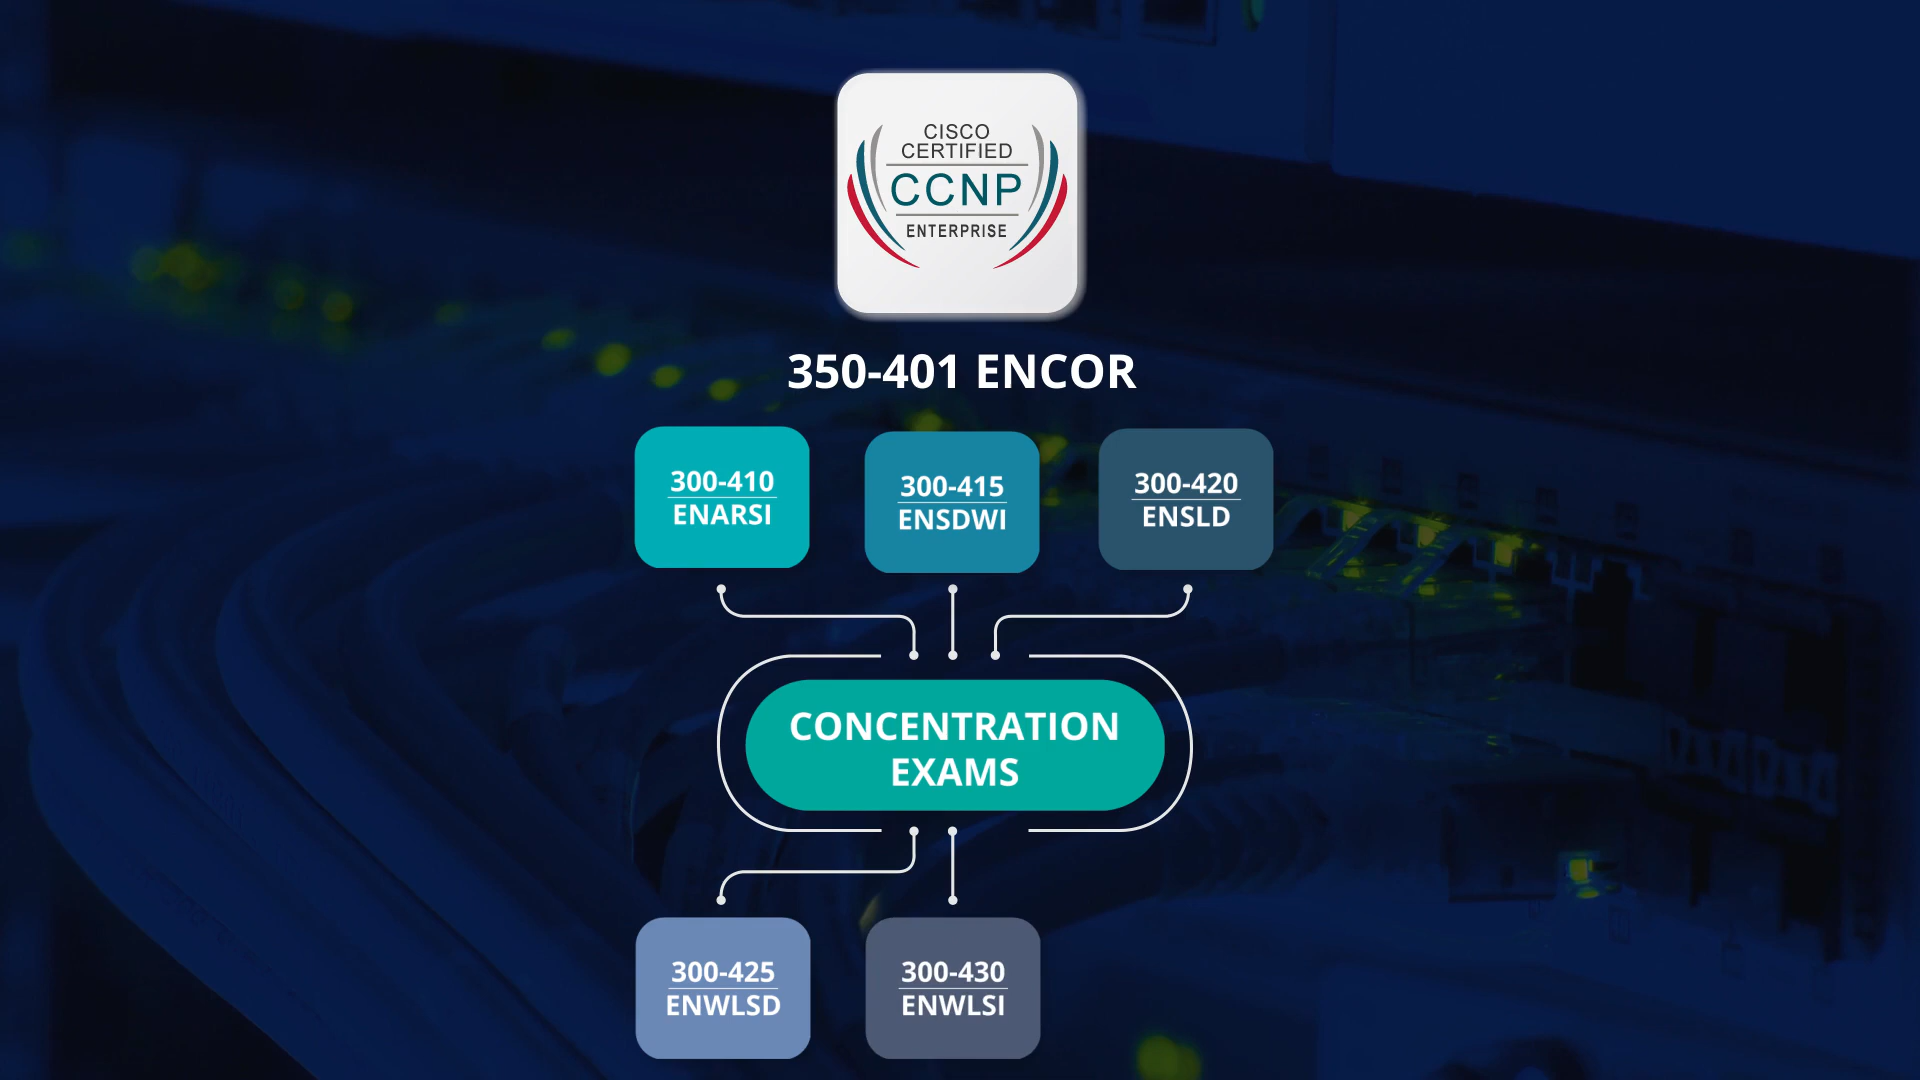 CISCO
CERTIFIED
CCNP
ENTERPRISE
350-401 ENCOR
300-410
ENARSI
300-415
ENSDWI
300-420
ENSLD
CONCENTRATION
EXAMS
300-425
ENWLSD
300-430
ENWLSI